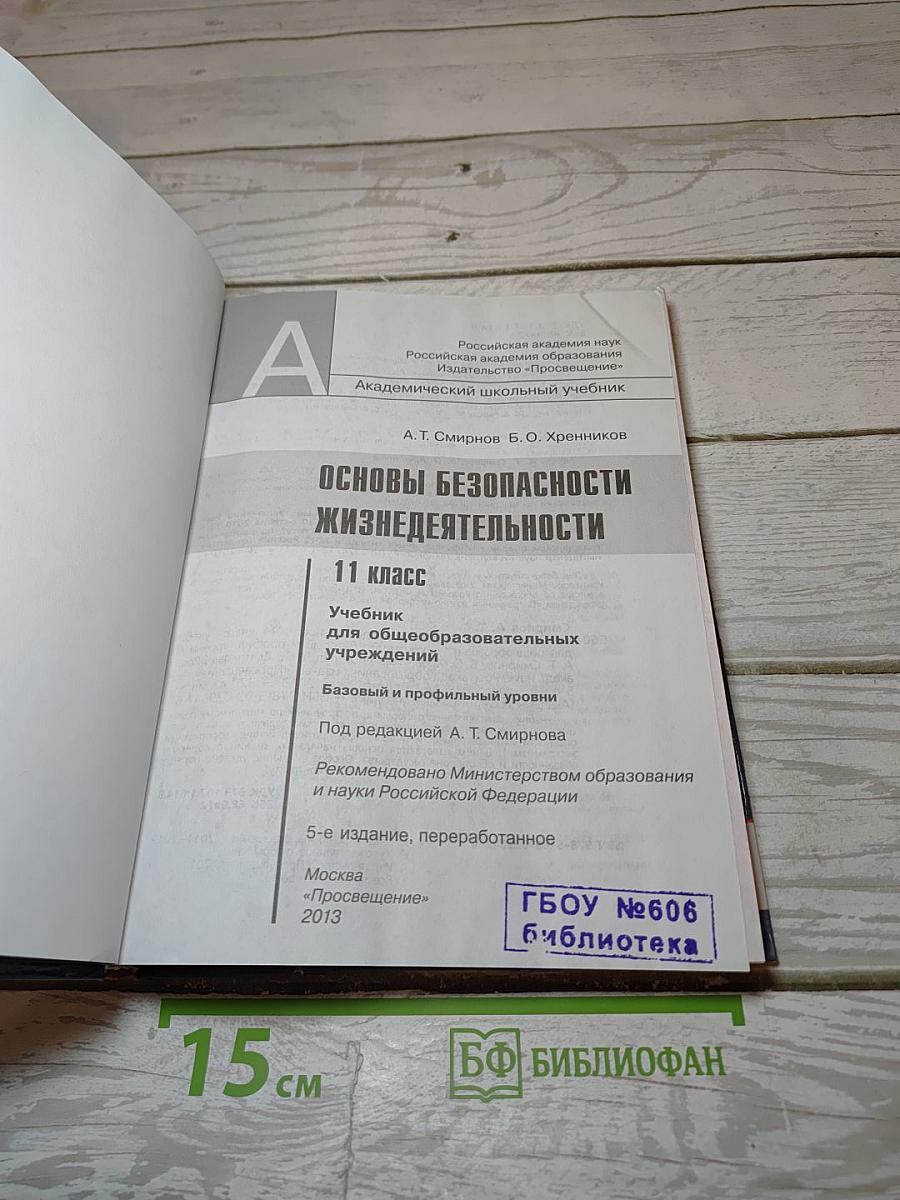 А
Российская академия наук
Российская академия образования
Издательство «Просвещение»
Академический школьный учебник
А. Т. Смирнов Б. О. Хренников
ОСНОВЫ БЕЗОПАСНОСТИ
ЖИЗНЕДЕЯТЕЛЬНОСТИ
11 класс
Учебник
для общеобразовательных
учреждений
Базовый и профильный уровни
Под редакцией А. Т. Смирнова
Рекомендовано Министерством образования
и науки Российской Федерации
5-е издание, переработанное
Москва
«Просвещение»
2013
ГБОУ №606
библиотека
15 см
БФ БИБЛИОФАН